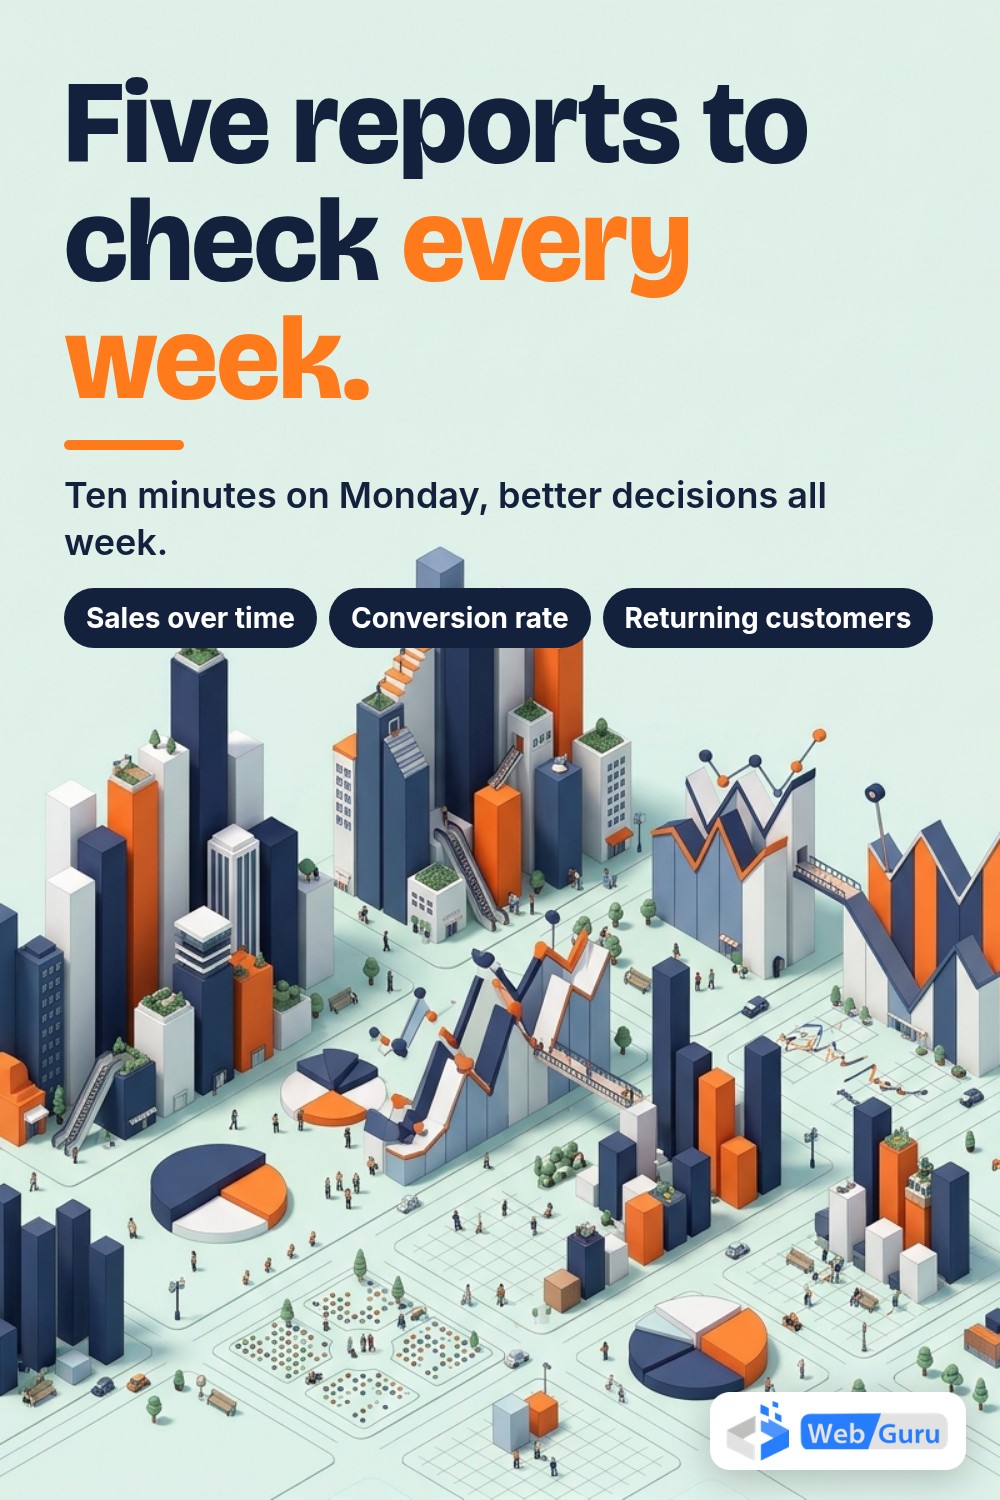 Five reports to
check every
week.
Ten minutes on Monday, better decisions all
week.
Sales over time
Conversion rate
Returning customers
Web Guru